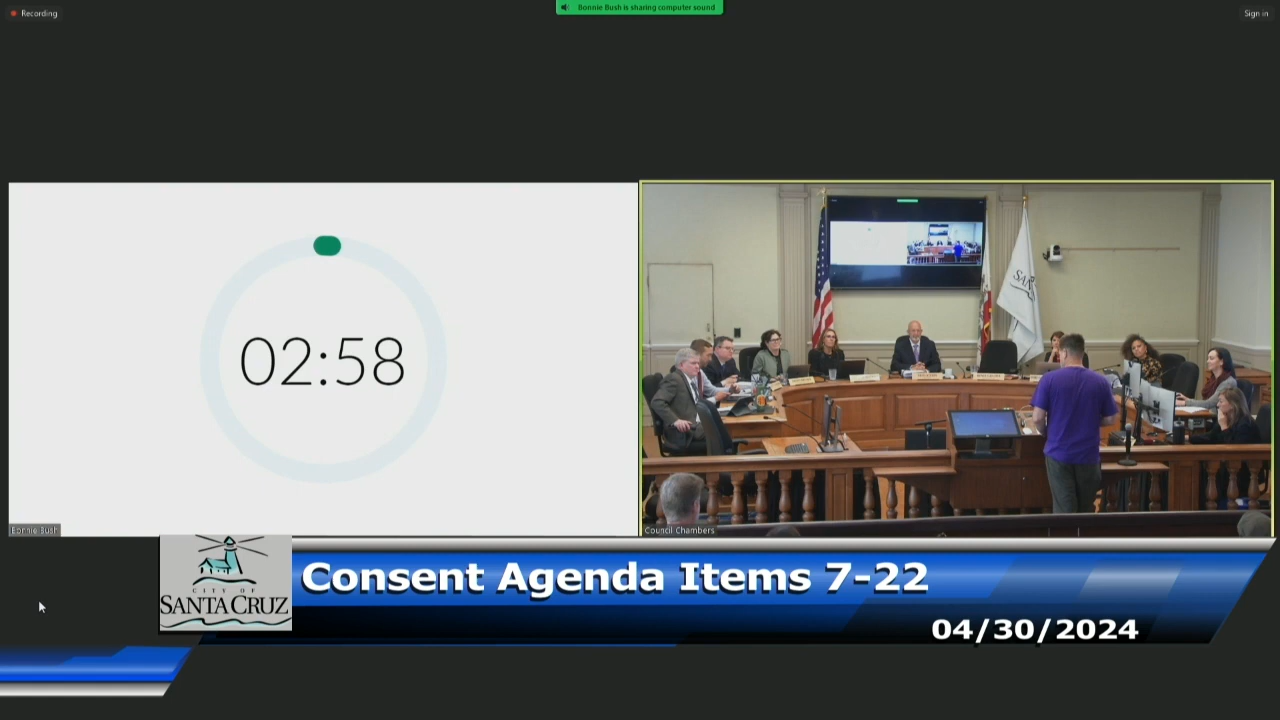 Recording
Bonnie Bush is sharing computer sound
Sign in
02:58
Bonnie Bush
Council Chambers
CITY OF
SANTA CRUZ
Consent Agenda Items 7-22
04/30/2024